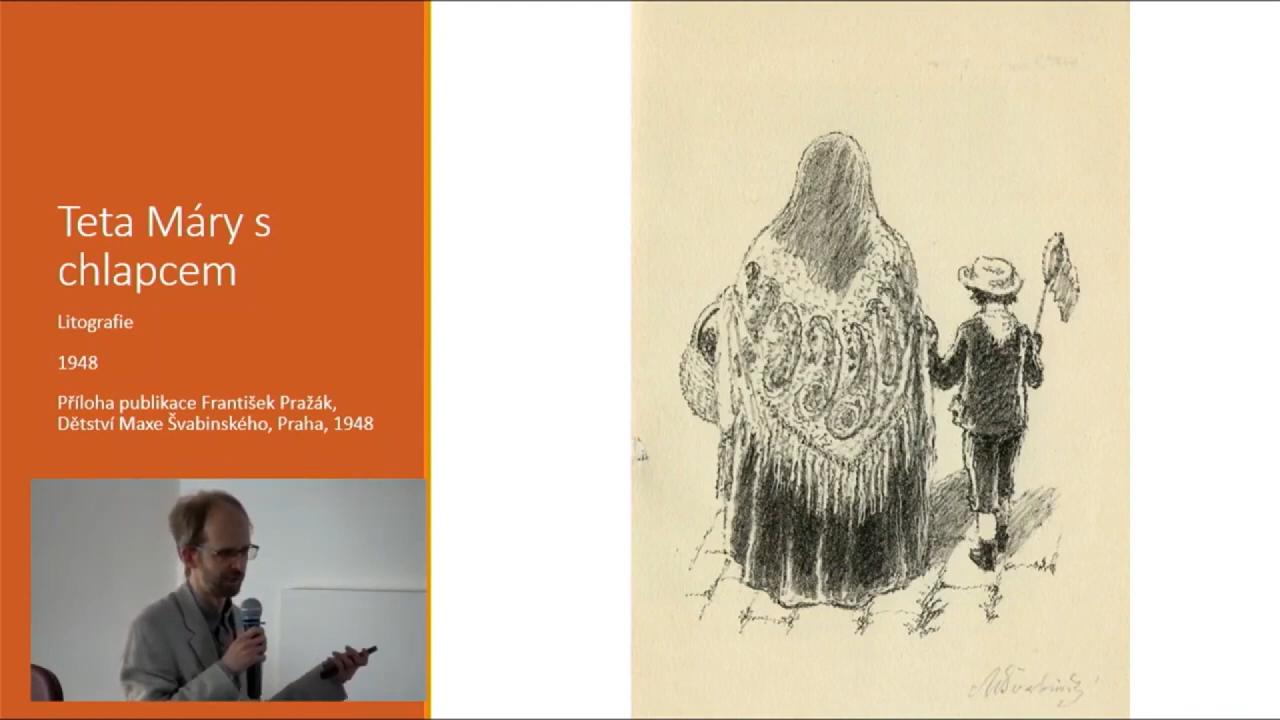 Teta Máry s
chlapcem
Litografie
1948
Příloha publikace František Pražák,
Dětství Maxe Švabinského, Praha, 1948